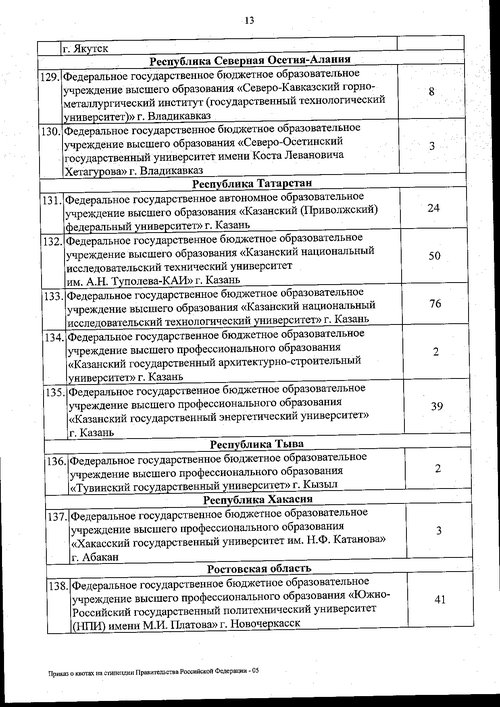 13
г. Якутск
Республика Северная Осетия-Алания
129. Федеральное государственное бюджетное образовательное
учреждение высшего образования «Северо-Кавказский горно-
металлургический институт (государственный технологический
университет)» г. Владикавказ
8
130. Федеральное государственное бюджетное образовательное
учреждение высшего образования «Северо-Осетинский
государственный университет имени Коста Левановича
Хетагурова» г. Владикавказ
3
Республика Татарстан
131. Федеральное государственное автономное образовательное
учреждение высшего образования «Казанский (Приволжский)
федеральный университет» г. Казань
24
132. Федеральное государственное бюджетное образовательное
учреждение высшего образования «Казанский национальный
исследовательский технический университет
им. А.Н. Туполева-КАИ» г. Казань
50
133. Федеральное государственное бюджетное образовательное
учреждение высшего образования «Казанский национальный
исследовательский технологический университет» г. Казань
76
134. Федеральное государственное бюджетное образовательное
учреждение высшего профессионального образования
«Казанский государственный архитектурно-строительный
университет» г. Казань
2
135. Федеральное государственное бюджетное образовательное
учреждение высшего профессионального образования
«Казанский государственный энергетический университет»
г. Казань
39
Республика Тыва
136. Федеральное государственное бюджетное образовательное
учреждение высшего профессионального образования
«Тувинский государственный университет» г. Кызыл
2
Республика Хакасия
137. Федеральное государственное бюджетное образовательное
учреждение высшего профессионального образования
«Хакасский государственный университет им. Н.Ф. Катанова»
г. Абакан
3
Ростовская область
138. Федеральное государственное бюджетное образовательное
учреждение высшего профессионального образования «Южно-
Российский государственный политехнический университет
(НПИ) имени М.И. Платова» г. Новочеркасск
41
Приказ о квотах на стипендии Правительства Российской Федерации - 05